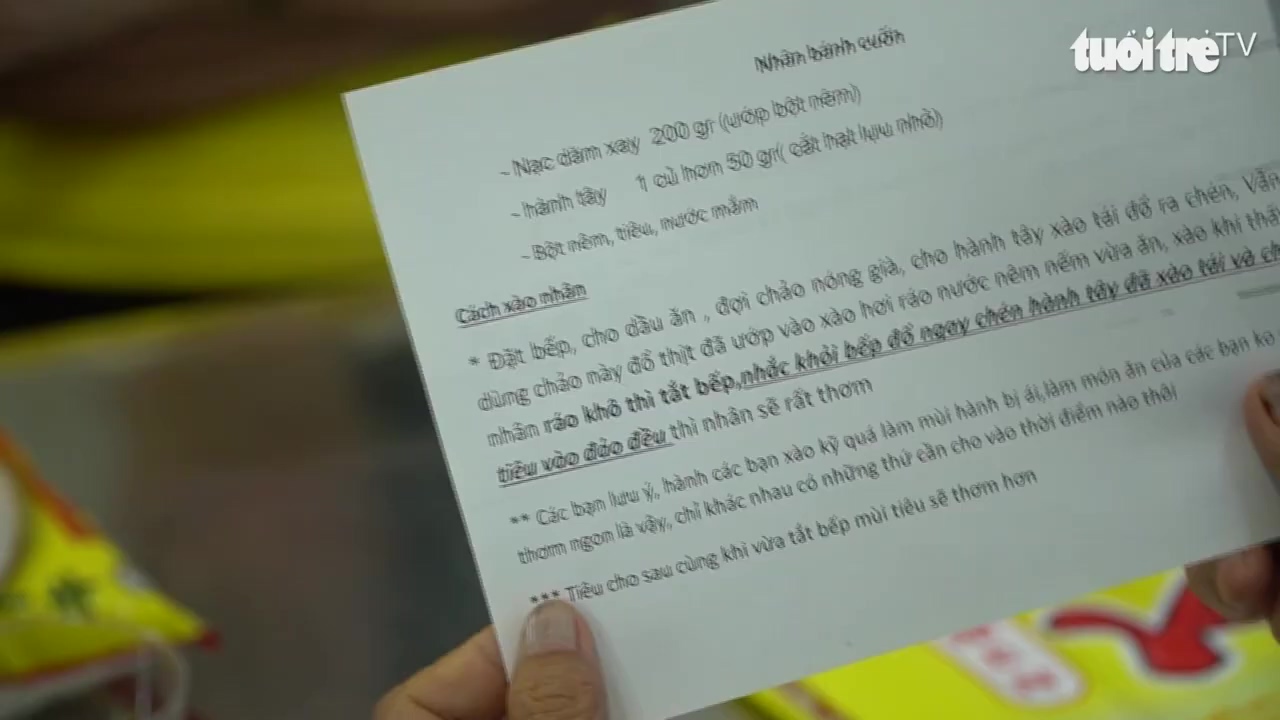 tuổi trẻ TV
Nhân bánh cuốn
- Nạc dăm xay 200 gr (ướp bột nêm)
- hành tây 1 củ hơn 50 gr( cắt hạt lựu nhỏ)
- Bột nêm, tiêu, nước mắm
Cách xào nhân
* Đặt bếp, cho dầu ăn , đợi chảo nóng già, cho hành tây xào tái đổ ra chén, Vẫn
dùng chảo này đổ thịt đã ướp vào xào hơi ráo nước nêm nếm vừa ăn, xào khi thấ
nhân ráo khô thì tắt bếp,nhắc khỏi bếp đổ ngay chén hành tây đã xào tái và ch
tiêu vào đảo đều thì nhân sẽ rất thơm
** Các bạn lưu ý, hành các bạn xào kỹ quá làm mùi hành bị ái,làm món ăn của các bạn ko
thơm ngon là vậy, chỉ khác nhau có những thứ cần cho vào thời điểm nào thôi
*** Tiêu cho sau cùng khi vừa tắt bếp mùi tiêu sẽ thơm hơn